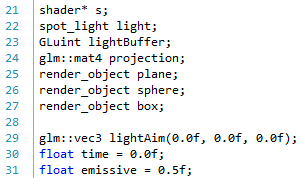 21 shader* s;
22 spot_light light;
23 GLuint lightBuffer;
24 glm::mat4 projection;
25 render_object plane;
26 render_object sphere;
27 render_object box;
28
29 glm::vec3 lightAim(0.0f, 0.0f, 0.0f);
30 float time = 0.0f;
31 float emissive = 0.5f;